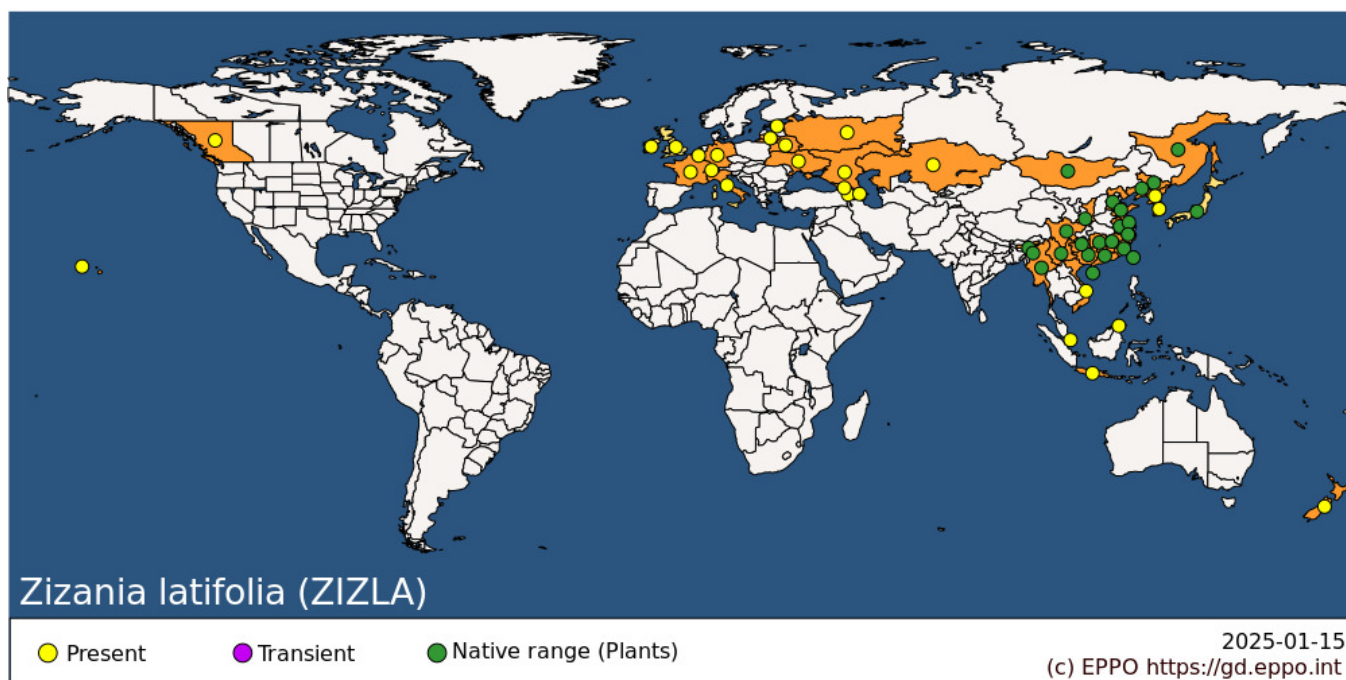 Zizania latifolia (ZIZLA)
Present
Transient
Native range (Plants)
2025-01-15
(c) EPPO https://gd.eppo.int